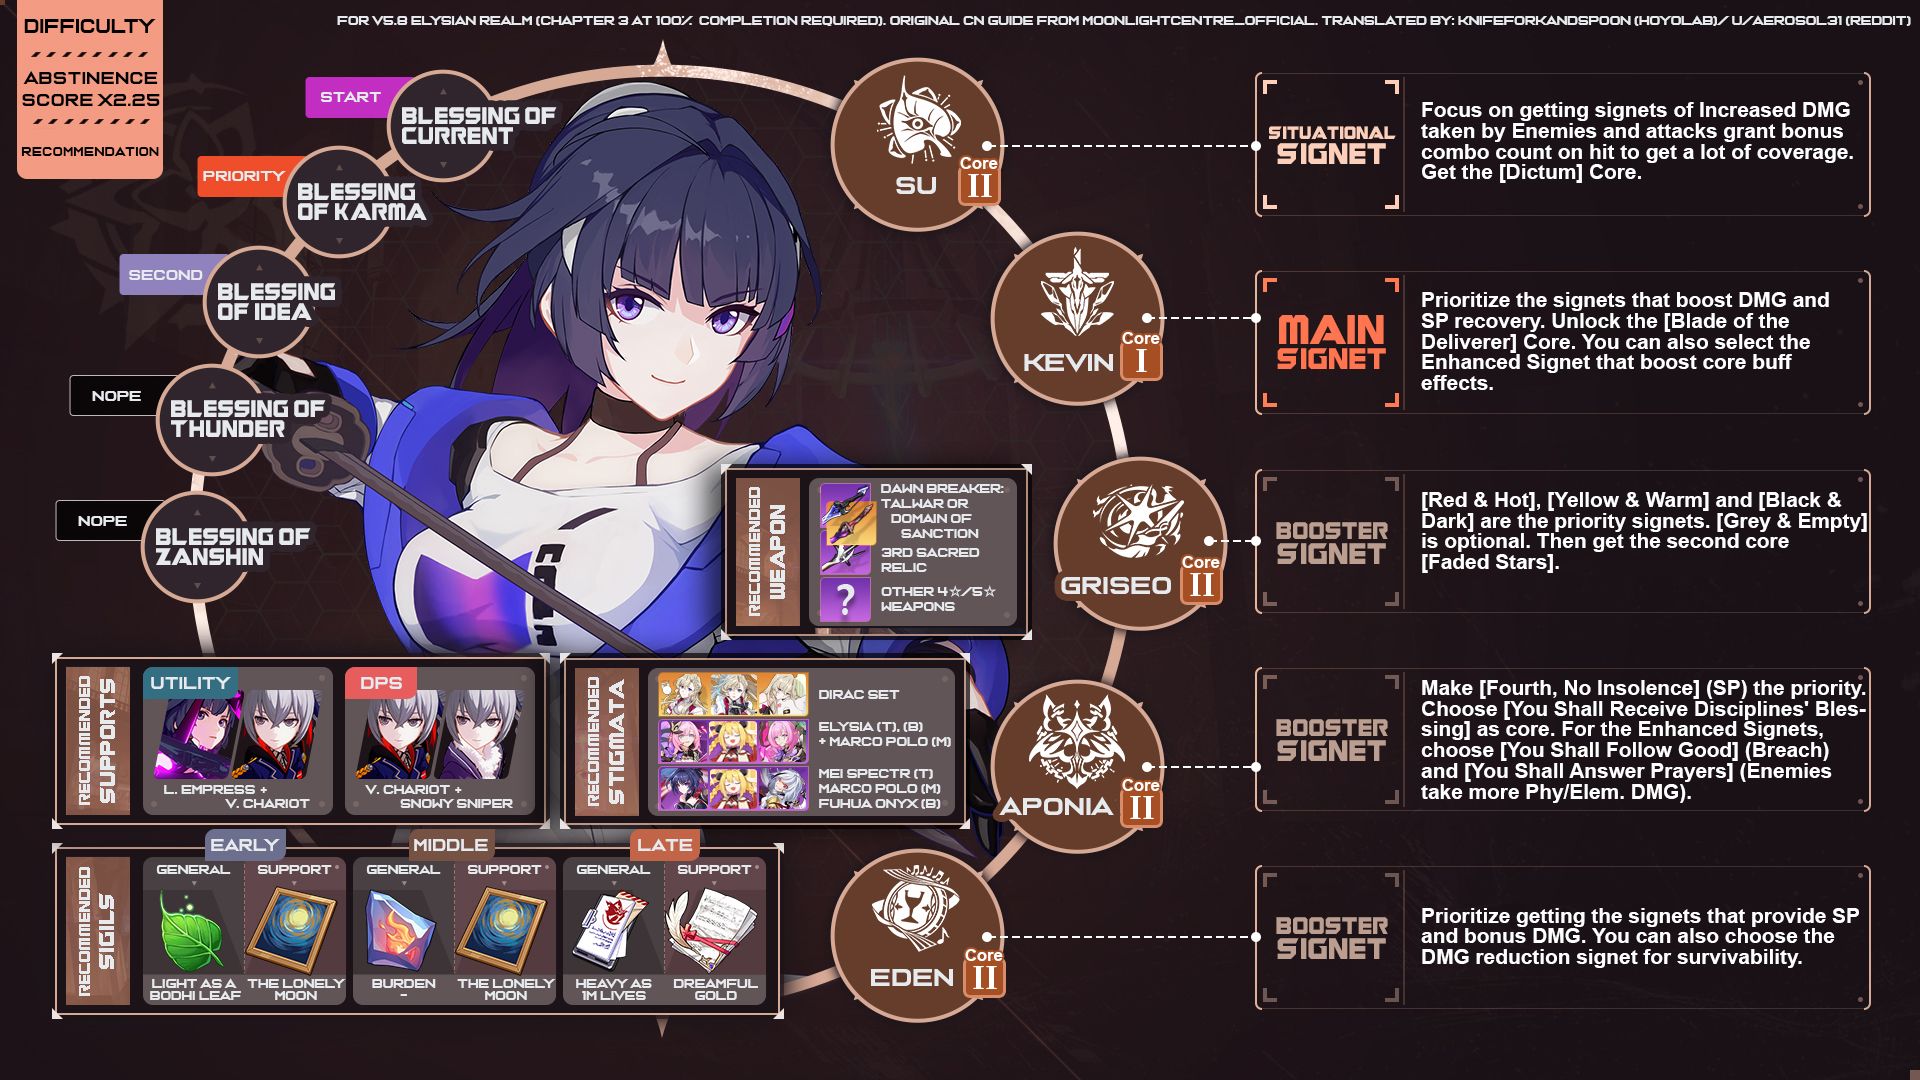 FOR V5.8 ELYSIAN REALM (CHAPTER 3 AT 100% COMPLETION REQUIRED). ORIGINAL CN GUIDE FROM MOONLIGHTCENTRE_OFFICIAL. TRANSLATED BY: KNIFEFORKANDSPOON (HOYOLAB)/ U/AEROSOL31 (REDDIT)
DIFFICULTY
ABSTINENCE
SCORE X2.25
RECOMMENDATION
START
BLESSING OF
CURRENT
PRIORITY
BLESSING
OF KARMA
SECOND
BLESSING
OF IDEA
NOPE
BLESSING OF
THUNDER
NOPE
BLESSING OF
ZANSHIN
SU
Core
II
SITUATIONAL
SIGNET
Focus on getting signets of Increased DMG
taken by Enemies and attacks grant bonus
combo count on hit to get a lot of coverage.
Get the [Dictum] Core.
KEVIN
Core
I
MAIN
SIGNET
Prioritize the signets that boost DMG and
SP recovery. Unlock the [Blade of the
Deliverer] Core. You can also select the
Enhanced Signet that boost core buff
effects.
GRISEO
Core
II
BOOSTER
SIGNET
[Red & Hot], [Yellow & Warm] and [Black &
Dark] are the priority signets. [Grey & Empty]
is optional. Then get the second core
[Faded Stars].
APONIA
Core
II
BOOSTER
SIGNET
Make [Fourth, No Insolence] (SP) the priority.
Choose [You Shall Receive Disciplines' Bles-
sing] as core. For the Enhanced Signets,
choose [You Shall Follow Good] (Breach)
and [You Shall Answer Prayers] (Enemies
take more Phy/Elem. DMG).
EDEN
Core
II
BOOSTER
SIGNET
Prioritize getting the signets that provide SP
and bonus DMG. You can also choose the
DMG reduction signet for survivability.
RECOMMENDED
WEAPON
DAWN BREAKER:
TALWAR OR
DOMAIN OF
SANCTION
3RD SACRED
RELIC
?
OTHER 4☆/5☆
WEAPONS
RECOMMENDED
SUPPORTS
UTILITY
L. EMPRESS +
V. CHARIOT
DPS
V. CHARIOT +
SNOWY SNIPER
RECOMMENDED
STIGMATA
DIRAC SET
ELYSIA (T), (B)
+ MARCO POLO (M)
MEI SPECTR (T)
MARCO POLO (M)
FUHUA ONYX (B)
RECOMMENDED
SIGILS
EARLY
GENERAL
LIGHT AS A
BODHI LEAF
SUPPORT
THE LONELY
MOON
MIDDLE
GENERAL
BURDEN
-
SUPPORT
THE LONELY
MOON
LATE
GENERAL
HEAVY AS
1M LIVES
SUPPORT
DREAMFUL
GOLD